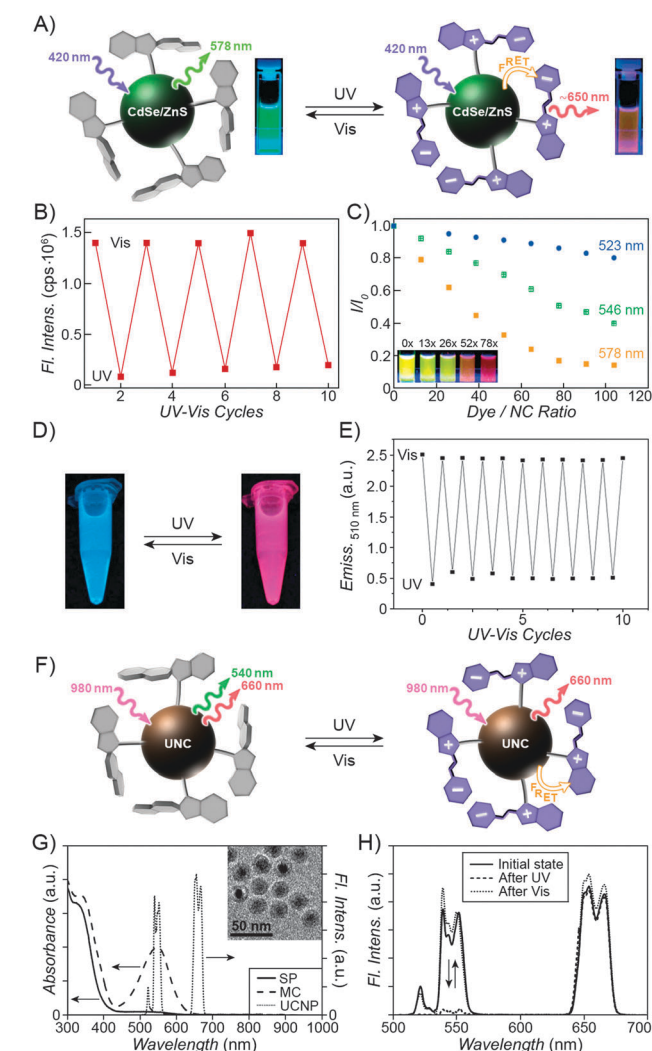 A)
420 nm
578 nm
CdSe/ZnS
UV
Vis
420 nm
FRET
CdSe/ZnS
~650 nm
B)
Fl. Intens. (cps·10⁶)
1.5
1.0
0.5
0
Vis
UV
2 4 6 8 10
UV-Vis Cycles
C)
I/I₀
1.0
0.8
0.6
0.4
0.2
0
523 nm
546 nm
578 nm
0x 13x 26x 52x 78x
0 20 40 60 80 100 120
Dye / NC Ratio
D)
UV
Vis
E)
Emiss. 510 nm (a.u.)
Vis
2.5
2.0
1.5
1.0
0.5
0
UV
0 5 10
UV-Vis Cycles
F)
980 nm
540 nm
660 nm
UNC
UV
Vis
980 nm
660 nm
UNC
FRET
G)
Absorbance (a.u.)
Fl. Intens. (a.u.)
50 nm
SP
MC
UCNP
300 400 500 600 700 800 900 1000
Wavelength (nm)
H)
Fl. Intens. (a.u.)
Initial state
After UV
After Vis
500 550 600 650 700
Wavelength (nm)